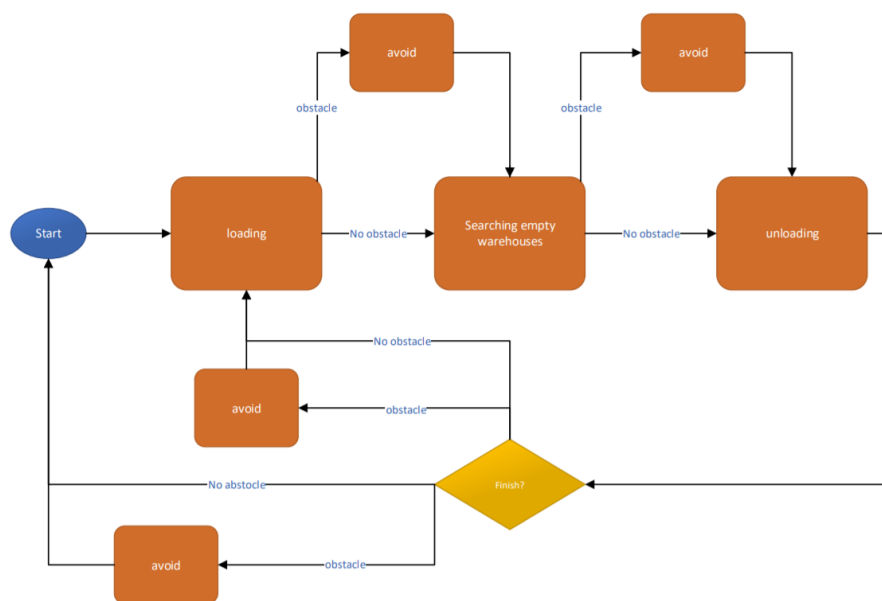 avoid
avoid
obstacle
obstacle
Start
loading
No obstacle
Searching empty
warehouses
No obstacle
unloading
No obstacle
avoid
obstacle
No abstocle
Finish?
avoid
obstacle